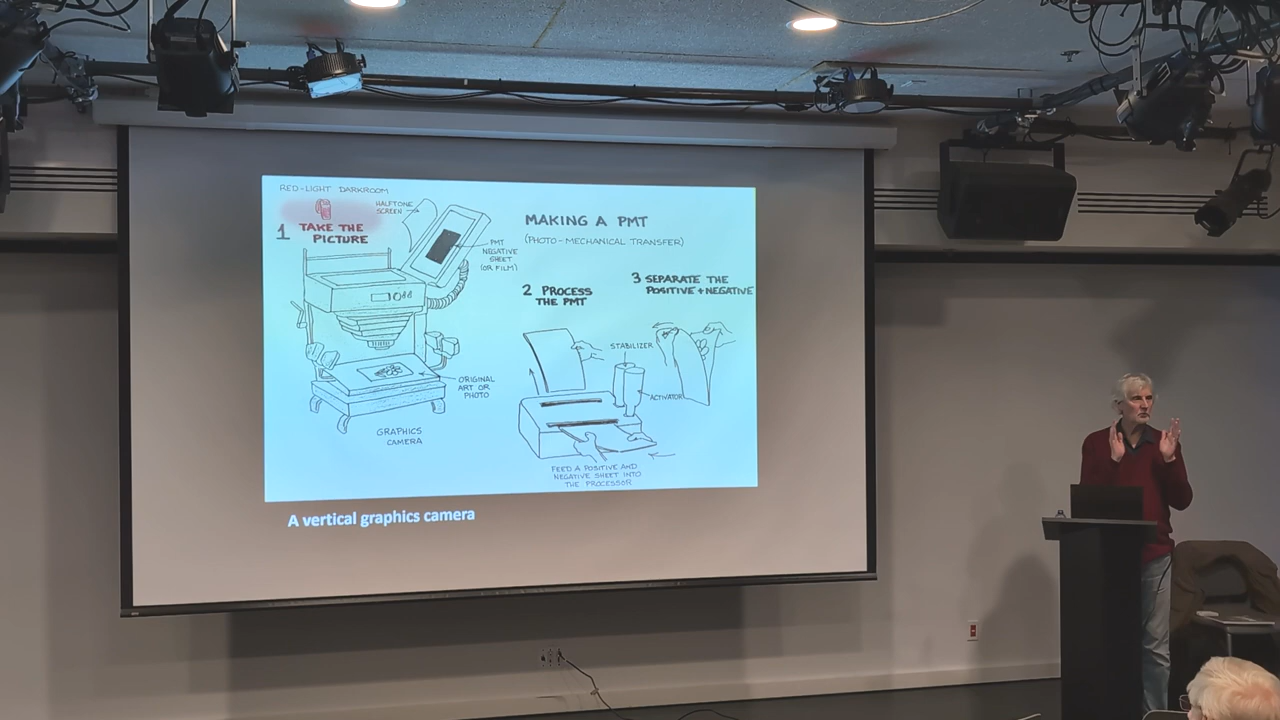 RED-LIGHT DARKROOM
HALFTONE
SCREEN
1 TAKE THE
PICTURE
PMT
NEGATIVE
SHEET
(OR FILM)
ORIGINAL
ART OR
PHOTO
GRAPHICS
CAMERA
MAKING A PMT
(PHOTO-MECHANICAL TRANSFER)
2 PROCESS
THE PMT
3 SEPARATE THE
POSITIVE + NEGATIVE
STABILIZER
ACTIVATOR
FEED A POSITIVE AND
NEGATIVE SHEET INTO
THE PROCESSOR
A vertical graphics camera